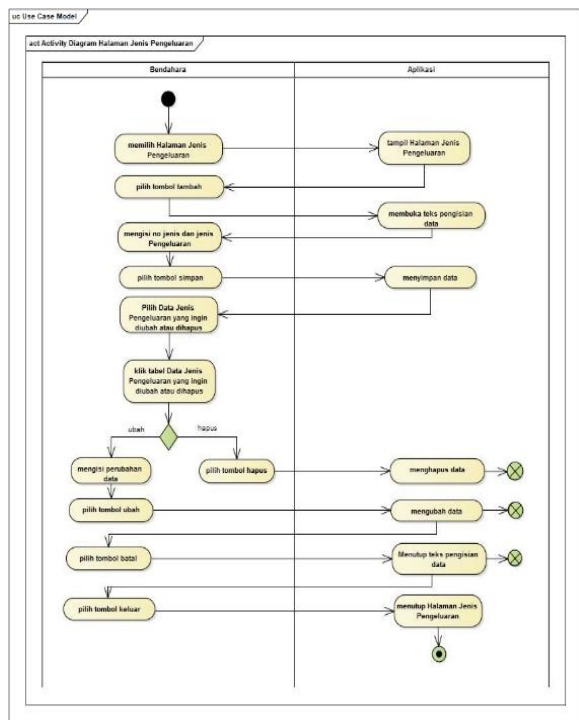 uc Use Case Model
act Activity Diagram Halaman Jenis Pengeluaran
Bendahara
Aplikasi
memilih Halaman Jenis
Pengeluaran
tampil Halaman Jenis
Pengeluaran
pilih tombol tambah
membuka teks pengisian
data
mengisi no jenis dan jenis
Pengeluaran
pilih tombol simpan
menyimpan data
Pilih Data Jenis
Pengeluaran yang ingin
diubah atau dihapus
klik tabel Data Jenis
Pengeluaran yang ingin
diubah atau dihapus
ubah
hapus
mengisi perubahan
data
pilih tombol hapus
menghapus data
pilih tombol ubah
mengubah data
pilih tombol batal
Menutup teks pengisian
data
pilih tombol keluar
menutup Halaman Jenis
Pengeluaran